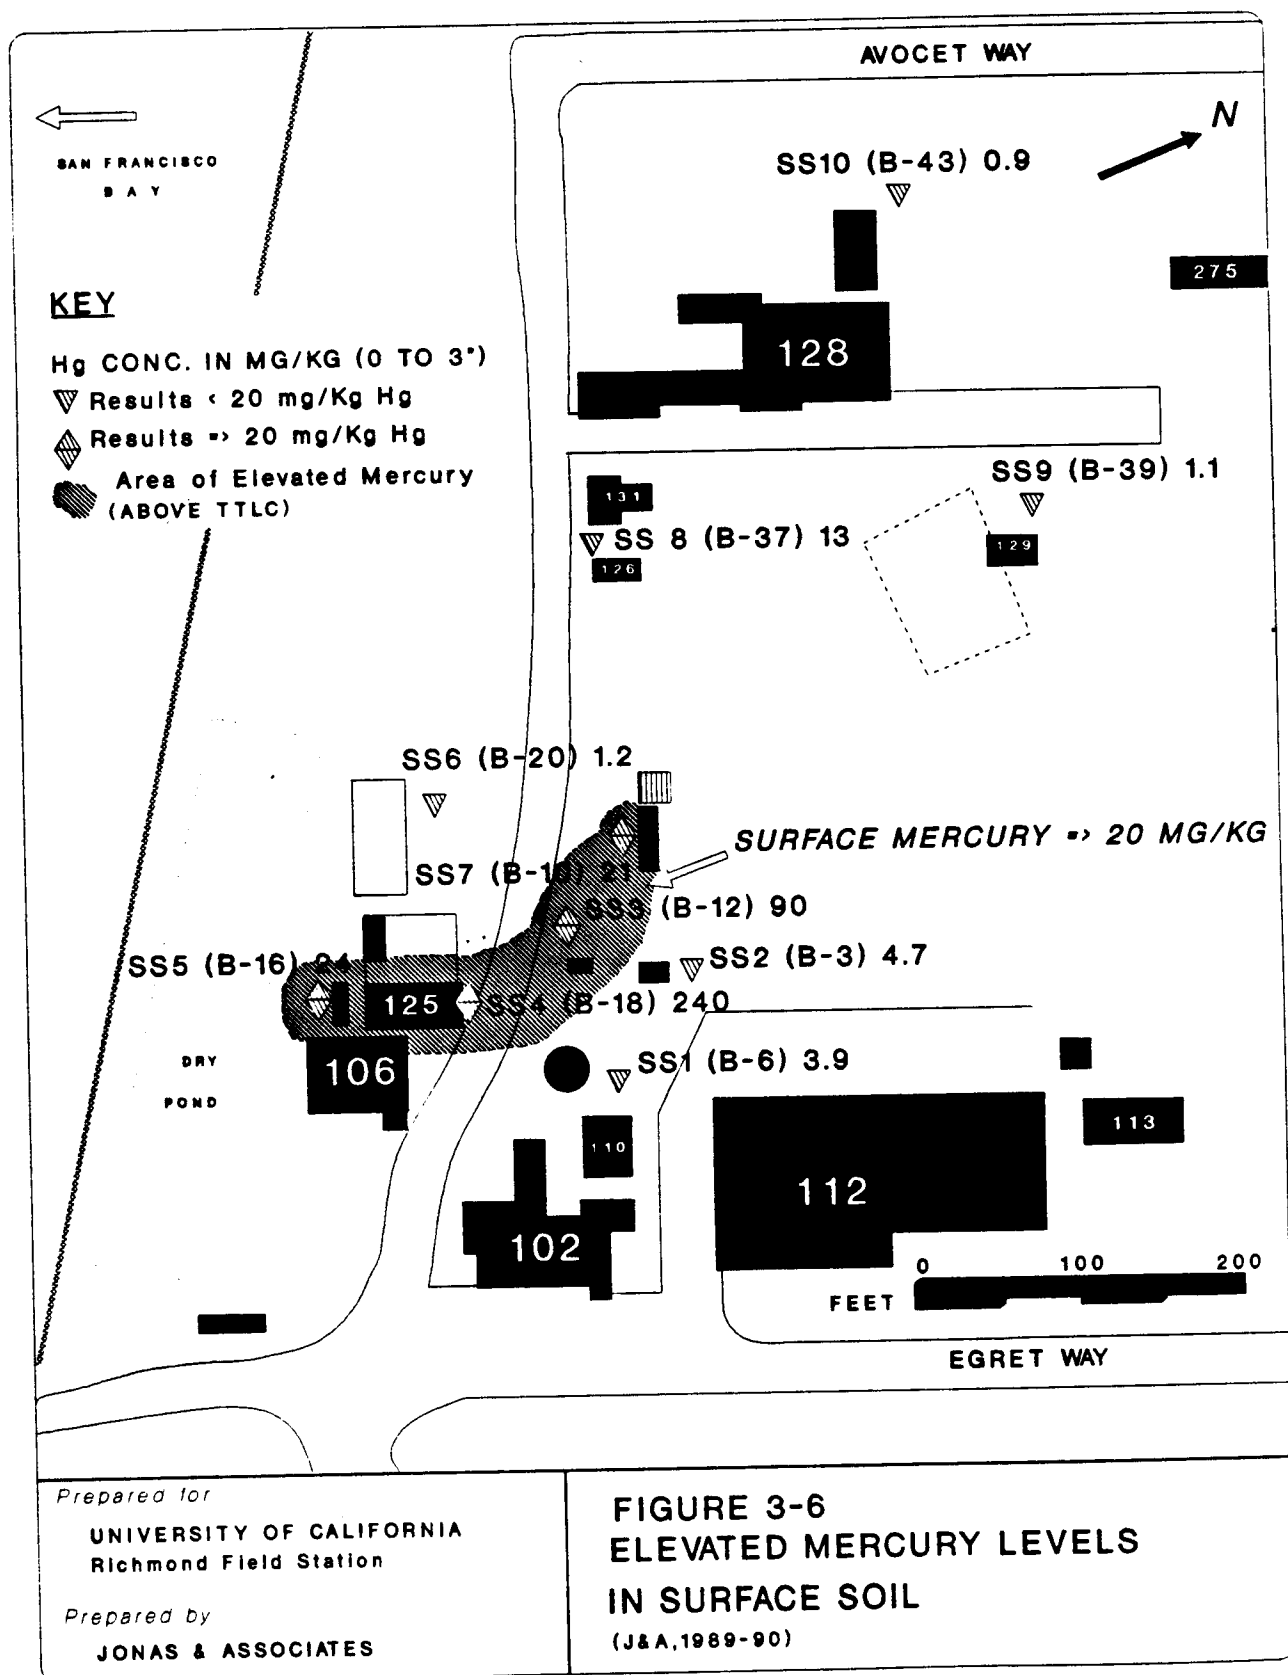 AVOCET WAY
N
SAN FRANCISCO
BAY
SS10 (B-43) 0.9
275
KEY
Hg CONC. IN MG/KG (0 TO 3")
Results < 20 mg/Kg Hg
Results => 20 mg/Kg Hg
Area of Elevated Mercury
(ABOVE TTLC)
128
SS9 (B-39) 1.1
131
SS 8 (B-37) 13
129
126
SS6 (B-20) 1.2
SURFACE MERCURY => 20 MG/KG
SS7 (B-19) 21
SS3 (B-12) 90
SS2 (B-3) 4.7
SS5 (B-16) 24
125
SS4 (B-18) 240
DRY
POND
106
SS1 (B-6) 3.9
110
113
112
102
0 100 200
FEET
EGRET WAY
Prepared for
UNIVERSITY OF CALIFORNIA
Richmond Field Station
Prepared by
JONAS & ASSOCIATES
FIGURE 3-6
ELEVATED MERCURY LEVELS
IN SURFACE SOIL
(J&A,1989-90)